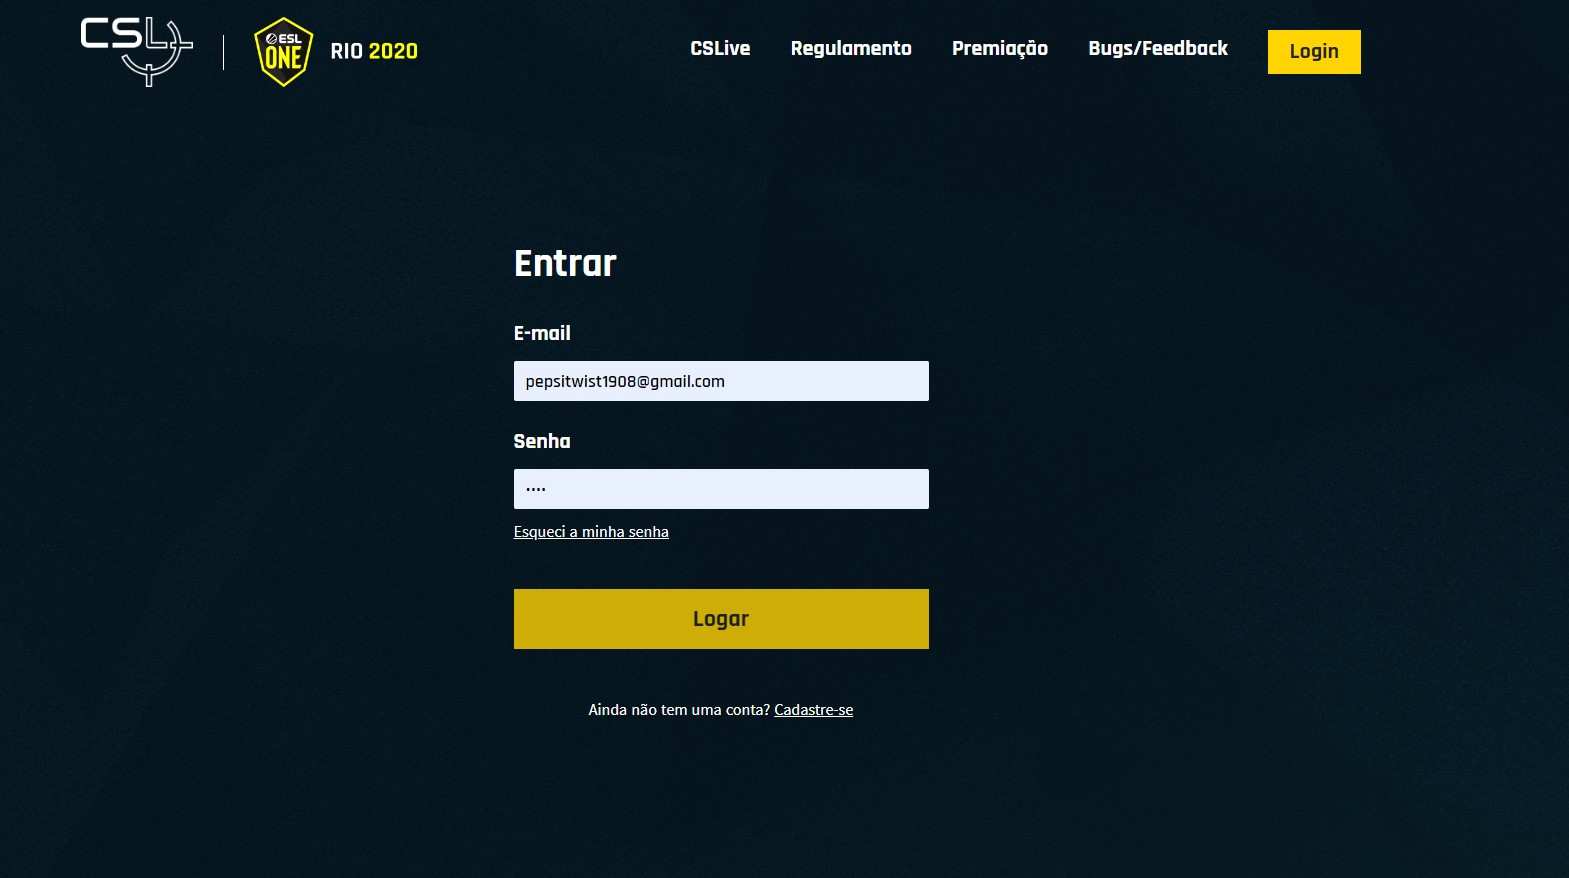 CSL
ESL
ONE
RIO 2020
CSLive
Regulamento
Premiação
Bugs/Feedback
Login
Entrar
E-mail
pepsitwist1908@gmail.com
Senha
····
Esqueci a minha senha
Logar
Ainda não tem uma conta? Cadastre-se